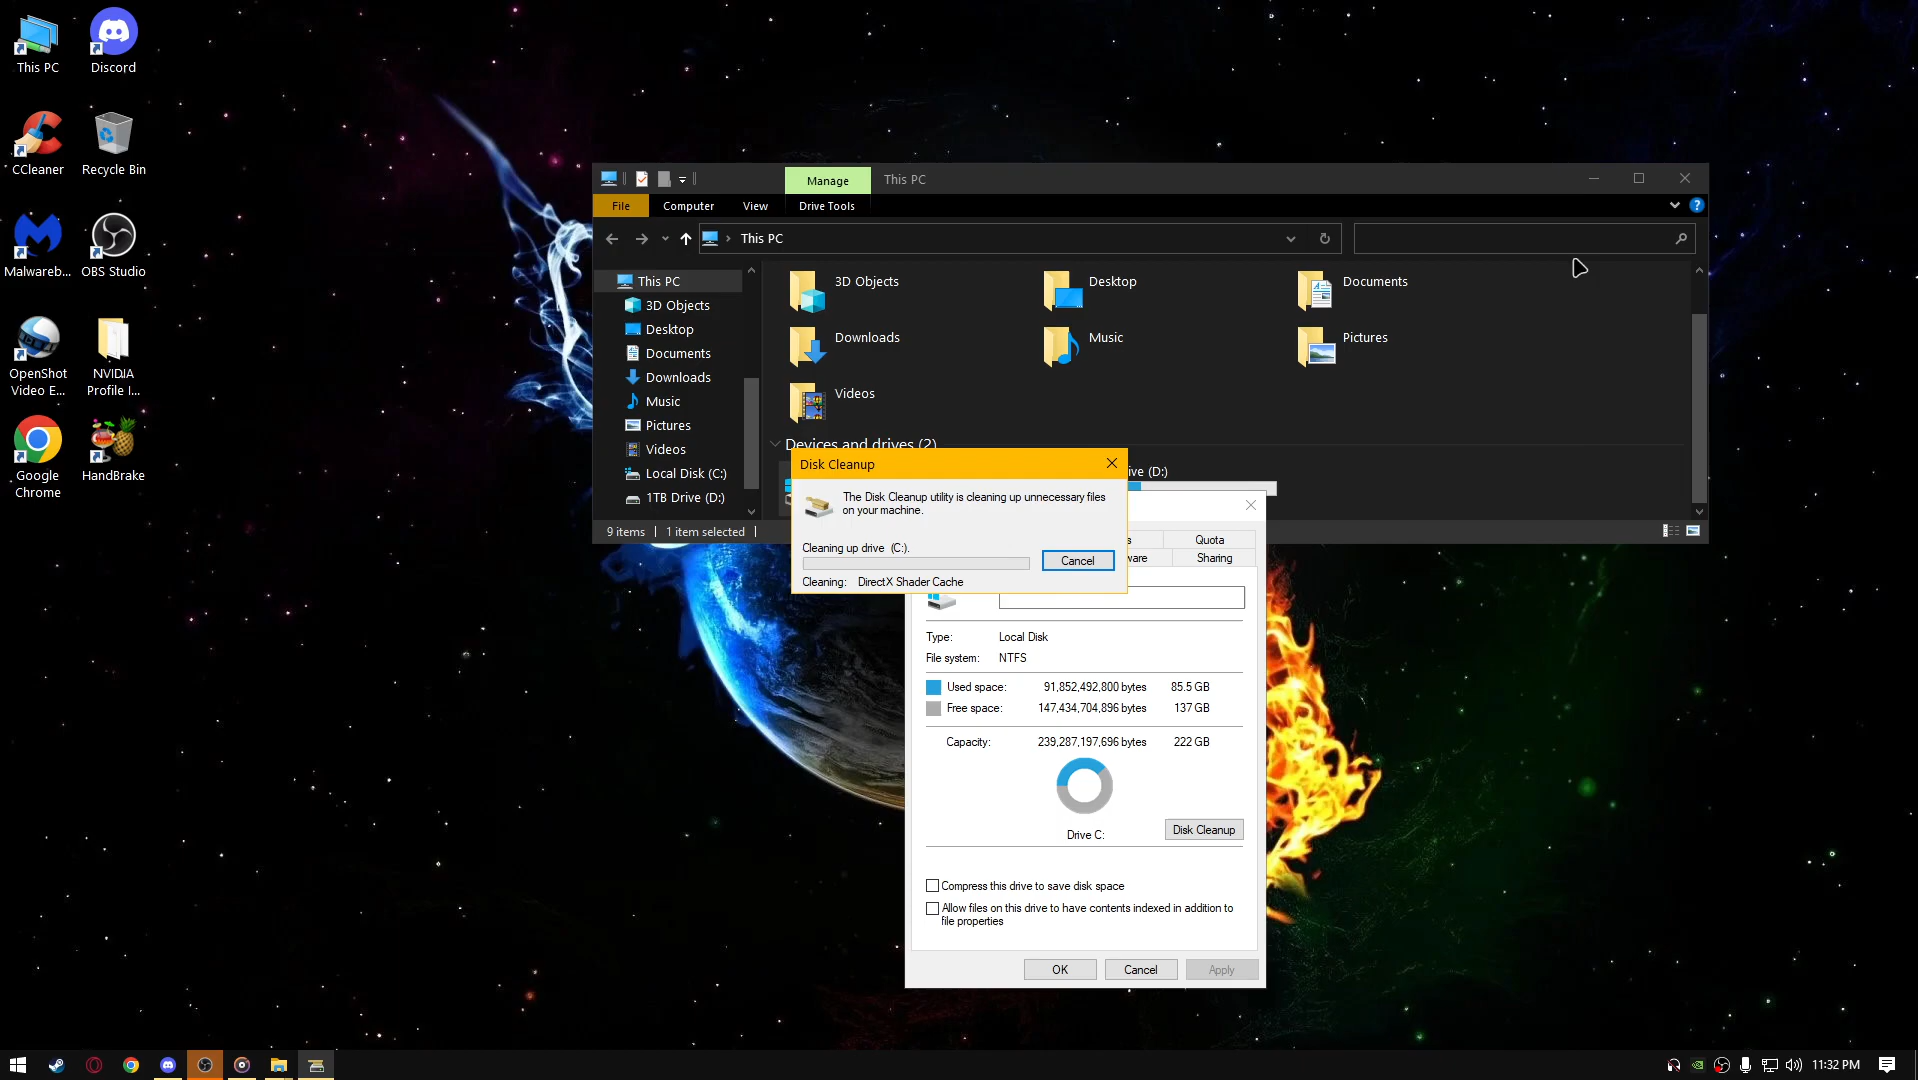 This PC
Discord
CCleaner
Recycle Bin
Malwareb...
OBS Studio
OpenShot
Video E...
NVIDIA
Profile I...
Google
Chrome
HandBrake
Manage
This PC
File
Computer
View
Drive Tools
This PC
This PC
3D Objects
Desktop
Documents
Downloads
Music
Pictures
Videos
Local Disk (C:)
1TB Drive (D:)
3D Objects
Desktop
Documents
Downloads
Music
Pictures
Videos
Devices and drives (2)
ive (D:)
9 items
1 item selected
Disk Cleanup
The Disk Cleanup utility is cleaning up unnecessary files
on your machine.
Cleaning up drive (C:).
Cancel
Cleaning: DirectX Shader Cache
s
Quota
ware
Sharing
Type: Local Disk
File system: NTFS
Used space: 91,852,492,800 bytes 85.5 GB
Free space: 147,434,704,896 bytes 137 GB
Capacity: 239,287,197,696 bytes 222 GB
Drive C:
Disk Cleanup
Compress this drive to save disk space
Allow files on this drive to have contents indexed in addition to
file properties
OK
Cancel
Apply
11:32 PM